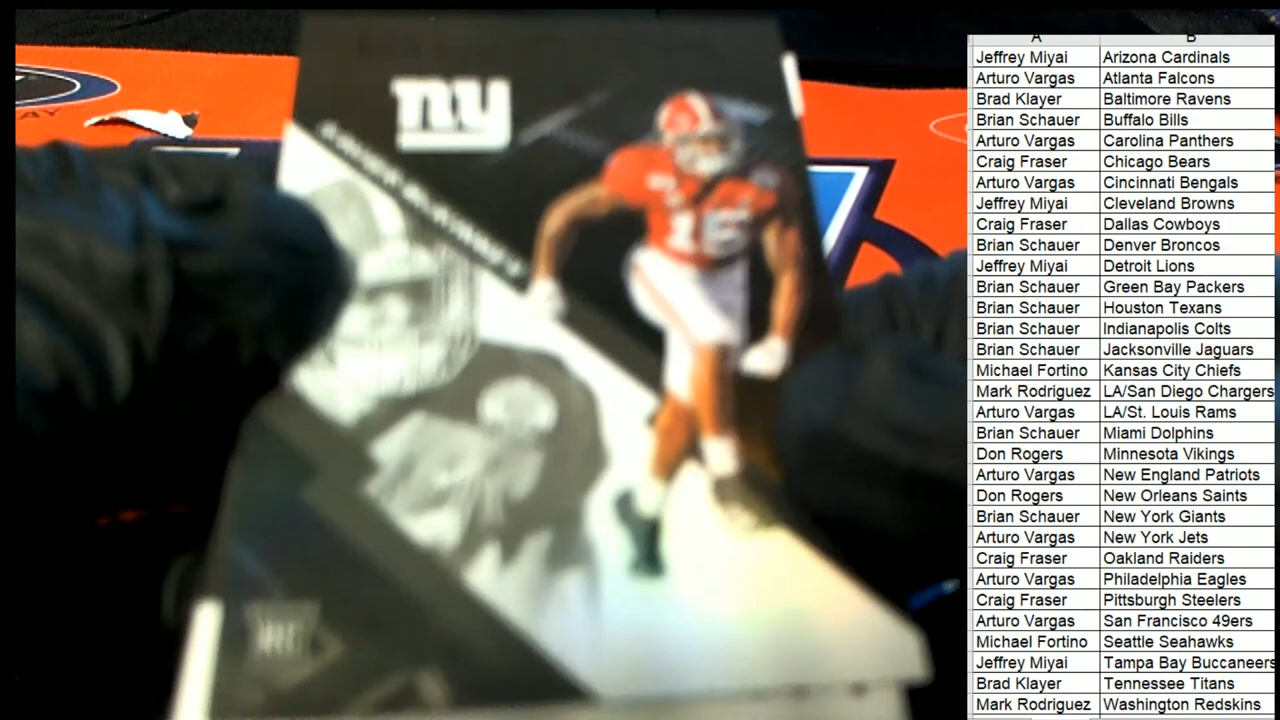 A B
Jeffrey Miyai Arizona Cardinals
Arturo Vargas Atlanta Falcons
Brad Klayer Baltimore Ravens
Brian Schauer Buffalo Bills
Arturo Vargas Carolina Panthers
Craig Fraser Chicago Bears
Arturo Vargas Cincinnati Bengals
Jeffrey Miyai Cleveland Browns
Craig Fraser Dallas Cowboys
Brian Schauer Denver Broncos
Jeffrey Miyai Detroit Lions
Brian Schauer Green Bay Packers
Brian Schauer Houston Texans
Brian Schauer Indianapolis Colts
Brian Schauer Jacksonville Jaguars
Michael Fortino Kansas City Chiefs
Mark Rodriguez LA/San Diego Chargers
Arturo Vargas LA/St. Louis Rams
Brian Schauer Miami Dolphins
Don Rogers Minnesota Vikings
Arturo Vargas New England Patriots
Don Rogers New Orleans Saints
Brian Schauer New York Giants
Arturo Vargas New York Jets
Craig Fraser Oakland Raiders
Arturo Vargas Philadelphia Eagles
Craig Fraser Pittsburgh Steelers
Arturo Vargas San Francisco 49ers
Michael Fortino Seattle Seahawks
Jeffrey Miyai Tampa Bay Buccaneers
Brad Klayer Tennessee Titans
Mark Rodriguez Washington Redskins
ny